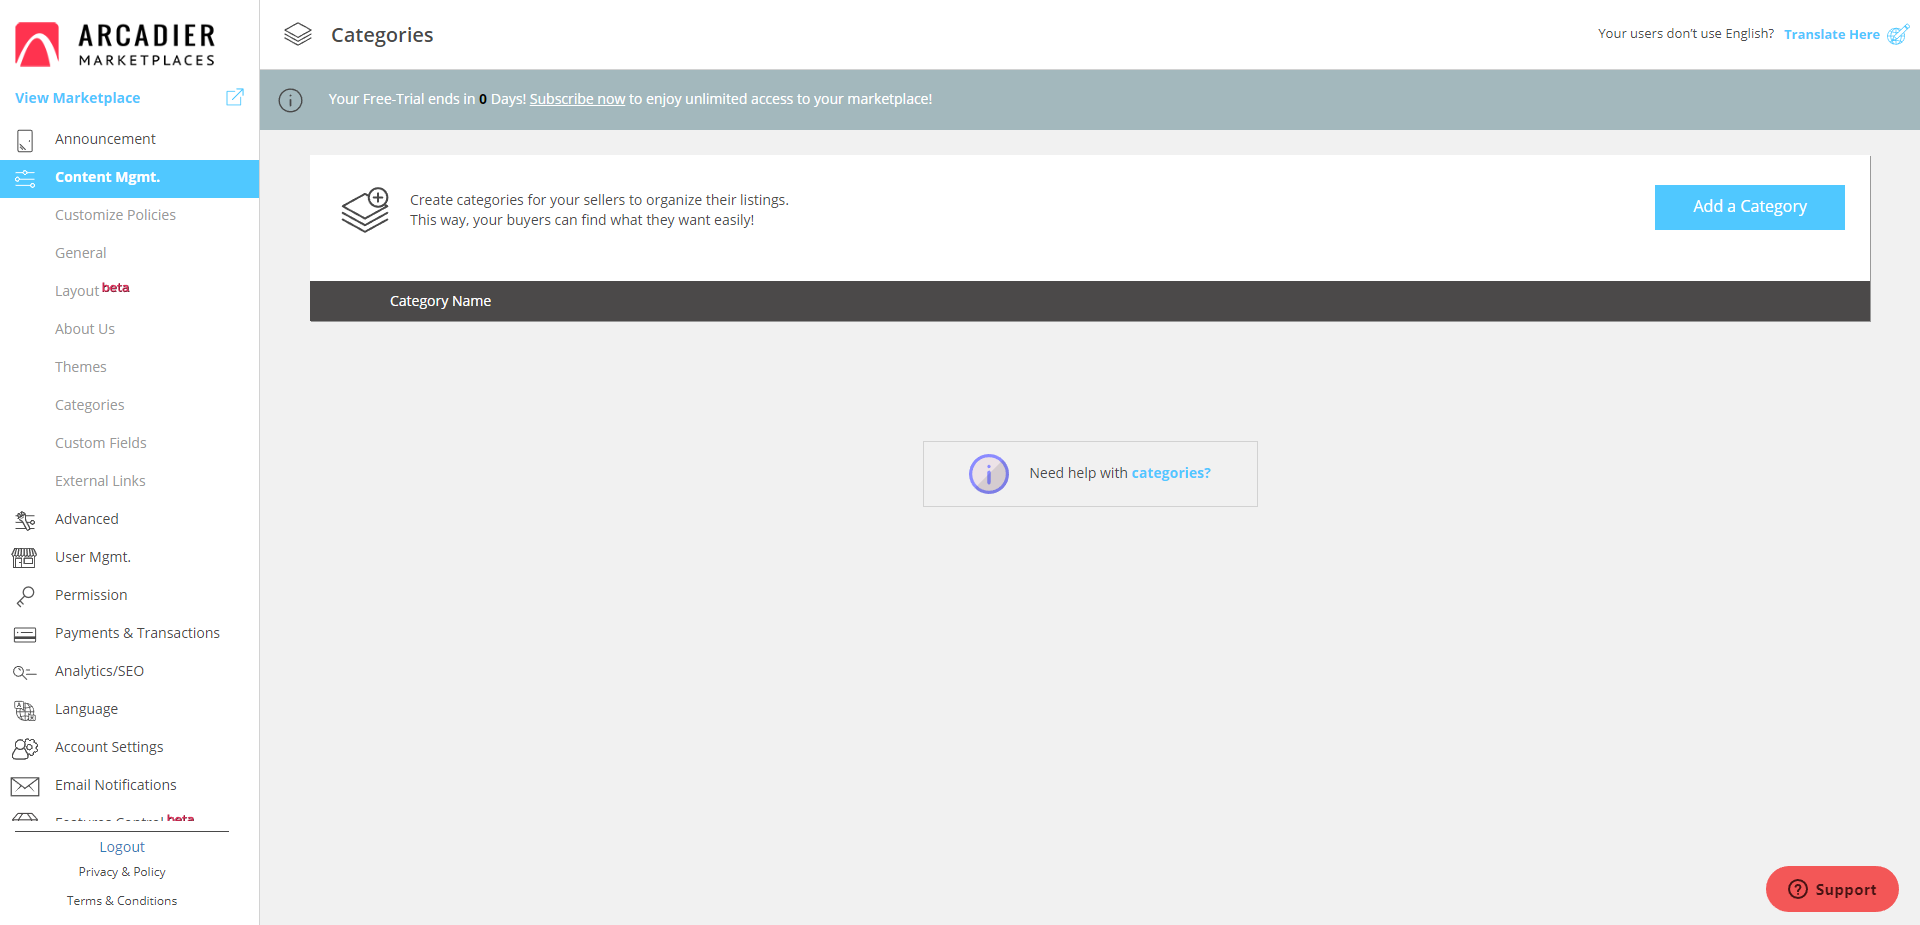 ARCADIER
MARKETPLACES
View Marketplace
Announcement
Content Mgmt.
Customize Policies
General
Layout beta
About Us
Themes
Categories
Custom Fields
External Links
Advanced
User Mgmt.
Permission
Payments & Transactions
Analytics/SEO
Language
Account Settings
Email Notifications
Features Control beta
Logout
Privacy & Policy
Terms & Conditions
Categories
Your users don't use English? Translate Here
Your Free-Trial ends in 0 Days! Subscribe now to enjoy unlimited access to your marketplace!
Create categories for your sellers to organize their listings.
This way, your buyers can find what they want easily!
Add a Category
Category Name
Need help with categories?
Support